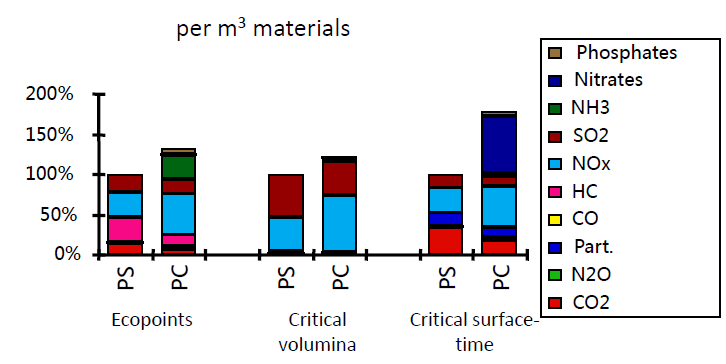 per m³ materials
200%
150%
100%
50%
0%
PS
PC
PS
PC
PS
PC
Ecopoints
Critical
volumina
Critical surface-
time
Phosphates
Nitrates
NH3
SO2
NOx
HC
CO
Part.
N2O
CO2